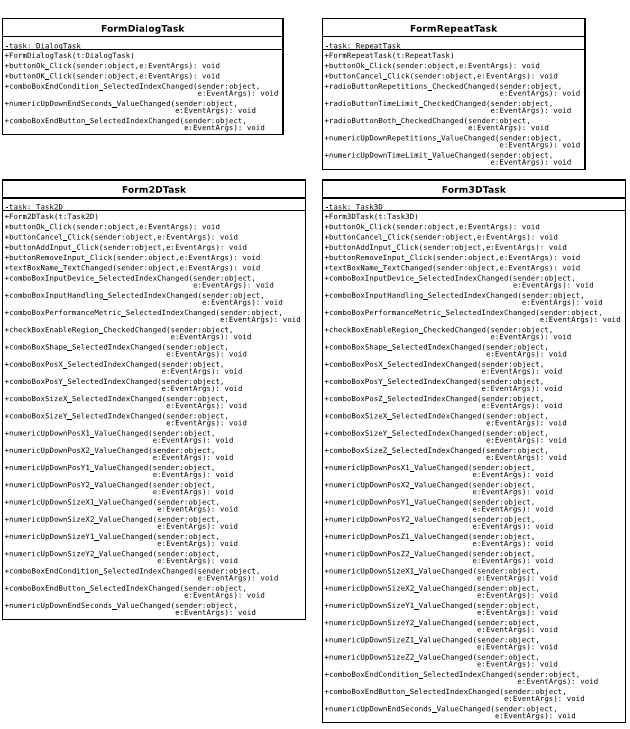 FormDialogTask
-task: DialogTask
+FormDialogTask(t:DialogTask)
+buttonOk_Click(sender:object,e:EventArgs): void
+buttonOK_Click(sender:object,e:EventArgs): void
+comboBoxEndCondition_SelectedIndexChanged(sender:object,
e:EventArgs): void
+numericUpDownEndSeconds_ValueChanged(sender:object,
e:EventArgs): void
+comboBoxEndButton_SelectedIndexChanged(sender:object,
e:EventArgs): void
FormRepeatTask
-task: RepeatTask
+FormRepeatTask(t:RepeatTask)
+buttonOk_Click(sender:object,e:EventArgs): void
+buttonCancel_Click(sender:object,e:EventArgs): void
+radioButtonRepetitions_CheckedChanged(sender:object,
e:EventArgs): void
+radioButtonTimeLimit_CheckedChanged(sender:object,
e:EventArgs): void
+radioButtonBoth_CheckedChanged(sender:object,
e:EventArgs): void
+numericUpDownRepetitions_ValueChanged(sender:object,
e:EventArgs): void
+numericUpDownTimeLimit_ValueChanged(sender:object,
e:EventArgs): void
Form2DTask
-task: Task2D
+Form2DTask(t:Task2D)
+buttonOk_Click(sender:object,e:EventArgs): void
+buttonCancel_Click(sender:object,e:EventArgs): void
+buttonAddInput_Click(sender:object,e:EventArgs): void
+buttonRemoveInput_Click(sender:object,e:EventArgs): void
+textBoxName_TextChanged(sender:object,e:EventArgs): void
+comboBoxInputDevice_SelectedIndexChanged(sender:object,
e:EventArgs): void
+comboBoxInputHandling_SelectedIndexChanged(sender:object,
e:EventArgs): void
+comboBoxPerformanceMetric_SelectedIndexChanged(sender:object,
e:EventArgs): void
+checkBoxEnableRegion_CheckedChanged(sender:object,
e:EventArgs): void
+comboBoxShape_SelectedIndexChanged(sender:object,
e:EventArgs): void
+comboBoxPosX_SelectedIndexChanged(sender:object,
e:EventArgs): void
+comboBoxPosY_SelectedIndexChanged(sender:object,
e:EventArgs): void
+comboBoxSizeX_SelectedIndexChanged(sender:object,
e:EventArgs): void
+comboBoxSizeY_SelectedIndexChanged(sender:object,
e:EventArgs): void
+numericUpDownPosX1_ValueChanged(sender:object,
e:EventArgs): void
+numericUpDownPosX2_ValueChanged(sender:object,
e:EventArgs): void
+numericUpDownPosY1_ValueChanged(sender:object,
e:EventArgs): void
+numericUpDownPosY2_ValueChanged(sender:object,
e:EventArgs): void
+numericUpDownSizeX1_ValueChanged(sender:object,
e:EventArgs): void
+numericUpDownSizeX2_ValueChanged(sender:object,
e:EventArgs): void
+numericUpDownSizeY1_ValueChanged(sender:object,
e:EventArgs): void
+numericUpDownSizeY2_ValueChanged(sender:object,
e:EventArgs): void
+comboBoxEndCondition_SelectedIndexChanged(sender:object,
e:EventArgs): void
+comboBoxEndButton_SelectedIndexChanged(sender:object,
e:EventArgs): void
+numericUpDownEndSeconds_ValueChanged(sender:object,
e:EventArgs): void
Form3DTask
-task: Task3D
+Form3DTask(t:Task3D)
+buttonOk_Click(sender:object,e:EventArgs): void
+buttonCancel_Click(sender:object,e:EventArgs): void
+buttonAddInput_Click(sender:object,e:EventArgs): void
+buttonRemoveInput_Click(sender:object,e:EventArgs): void
+textBoxName_TextChanged(sender:object,e:EventArgs): void
+comboBoxInputDevice_SelectedIndexChanged(sender:object,
e:EventArgs): void
+comboBoxInputHandling_SelectedIndexChanged(sender:object,
e:EventArgs): void
+comboBoxPerformanceMetric_SelectedIndexChanged(sender:object,
e:EventArgs): void
+checkBoxEnableRegion_CheckedChanged(sender:object,
e:EventArgs): void
+comboBoxShape_SelectedIndexChanged(sender:object,
e:EventArgs): void
+comboBoxPosX_SelectedIndexChanged(sender:object,
e:EventArgs): void
+comboBoxPosY_SelectedIndexChanged(sender:object,
e:EventArgs): void
+comboBoxPosZ_SelectedIndexChanged(sender:object,
e:EventArgs): void
+comboBoxSizeX_SelectedIndexChanged(sender:object,
e:EventArgs): void
+comboBoxSizeY_SelectedIndexChanged(sender:object,
e:EventArgs): void
+comboBoxSizeZ_SelectedIndexChanged(sender:object,
e:EventArgs): void
+numericUpDownPosX1_ValueChanged(sender:object,
e:EventArgs): void
+numericUpDownPosX2_ValueChanged(sender:object,
e:EventArgs): void
+numericUpDownPosY1_ValueChanged(sender:object,
e:EventArgs): void
+numericUpDownPosY2_ValueChanged(sender:object,
e:EventArgs): void
+numericUpDownPosZ1_ValueChanged(sender:object,
e:EventArgs): void
+numericUpDownPosZ2_ValueChanged(sender:object,
e:EventArgs): void
+numericUpDownSizeX1_ValueChanged(sender:object,
e:EventArgs): void
+numericUpDownSizeX2_ValueChanged(sender:object,
e:EventArgs): void
+numericUpDownSizeY1_ValueChanged(sender:object,
e:EventArgs): void
+numericUpDownSizeY2_ValueChanged(sender:object,
e:EventArgs): void
+numericUpDownSizeZ1_ValueChanged(sender:object,
e:EventArgs): void
+numericUpDownSizeZ2_ValueChanged(sender:object,
e:EventArgs): void
+comboBoxEndCondition_SelectedIndexChanged(sender:object,
e:EventArgs): void
+comboBoxEndButton_SelectedIndexChanged(sender:object,
e:EventArgs): void
+numericUpDownEndSeconds_ValueChanged(sender:object,
e:EventArgs): void